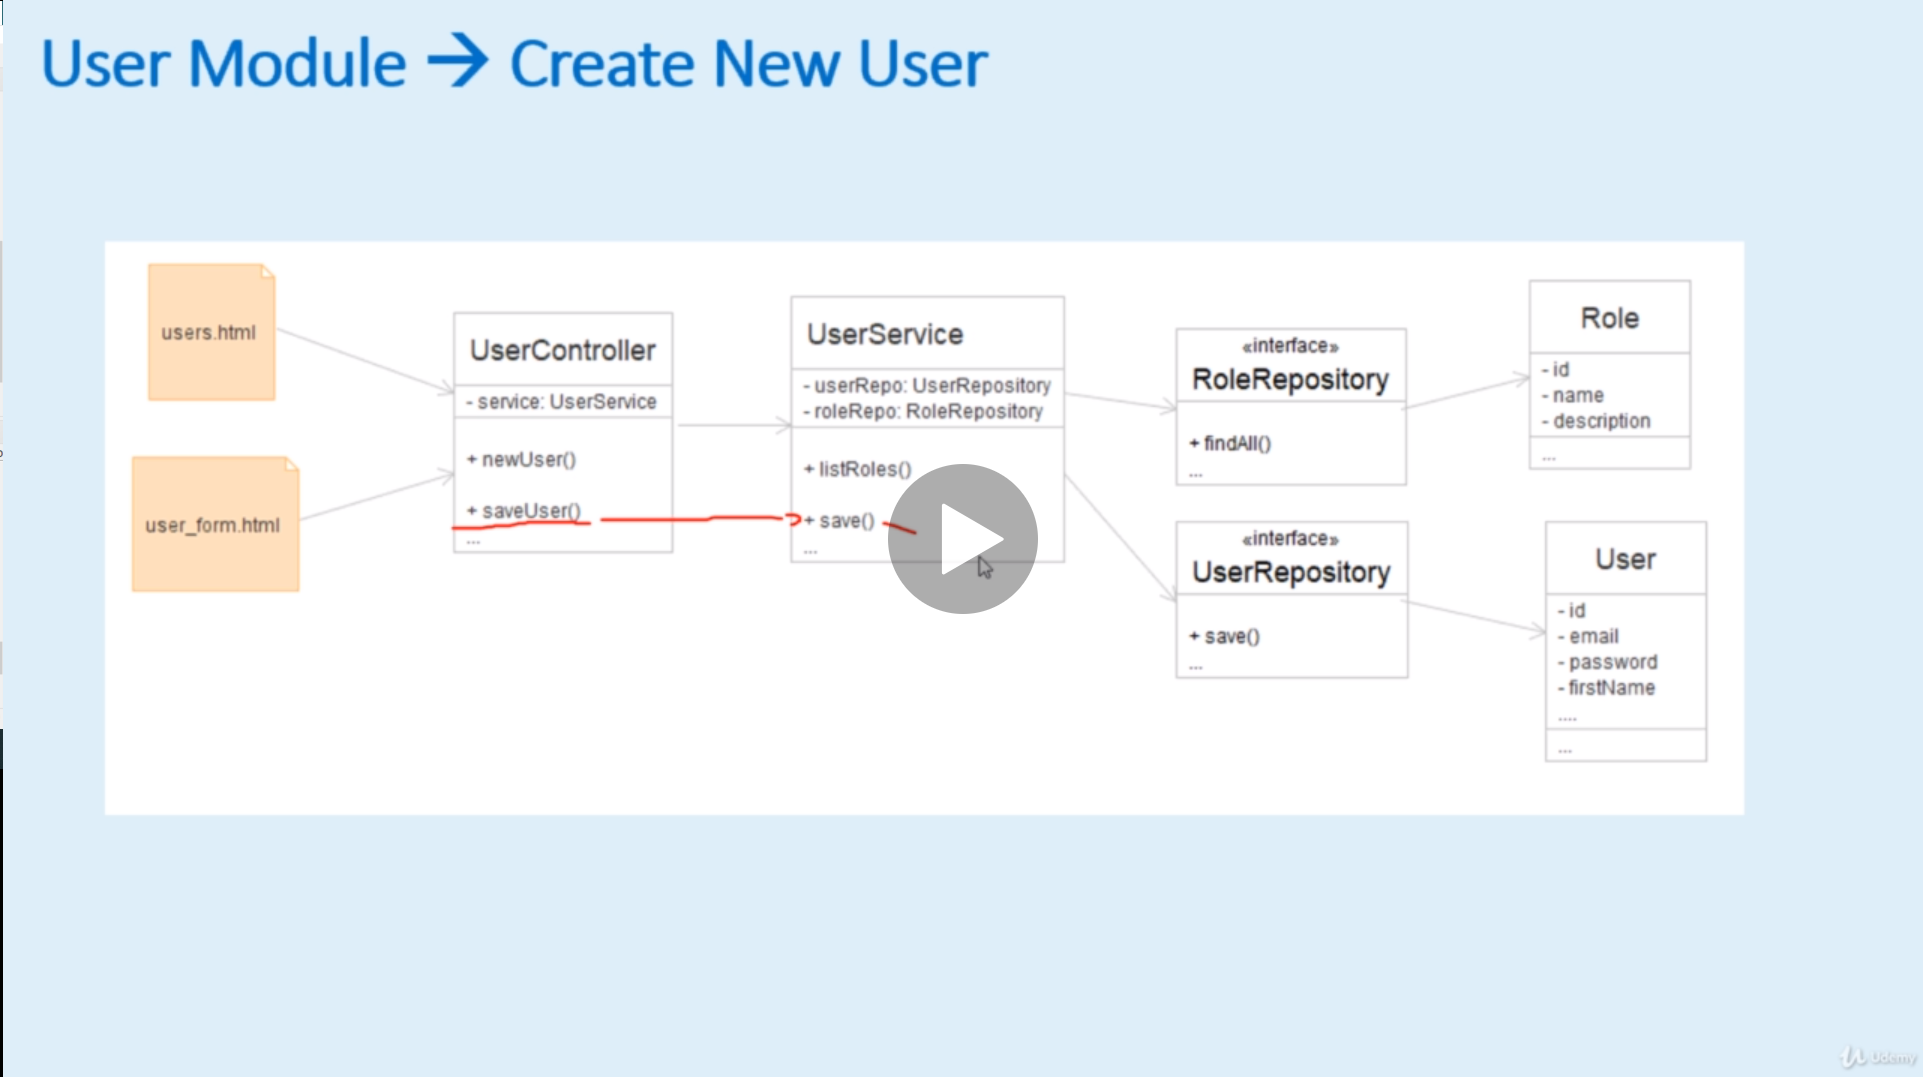 User Module → Create New User
users.html
user_form.html
UserController
- service: UserService
+ newUser()
+ saveUser()
...
UserService
- userRepo: UserRepository
- roleRepo: RoleRepository
+ listRoles()
+ save()
...
«interface»
RoleRepository
+ findAll()
...
«interface»
UserRepository
+ save()
...
Role
- id
- name
- description
...
User
- id
- email
- password
- firstName
....
...
Udemy